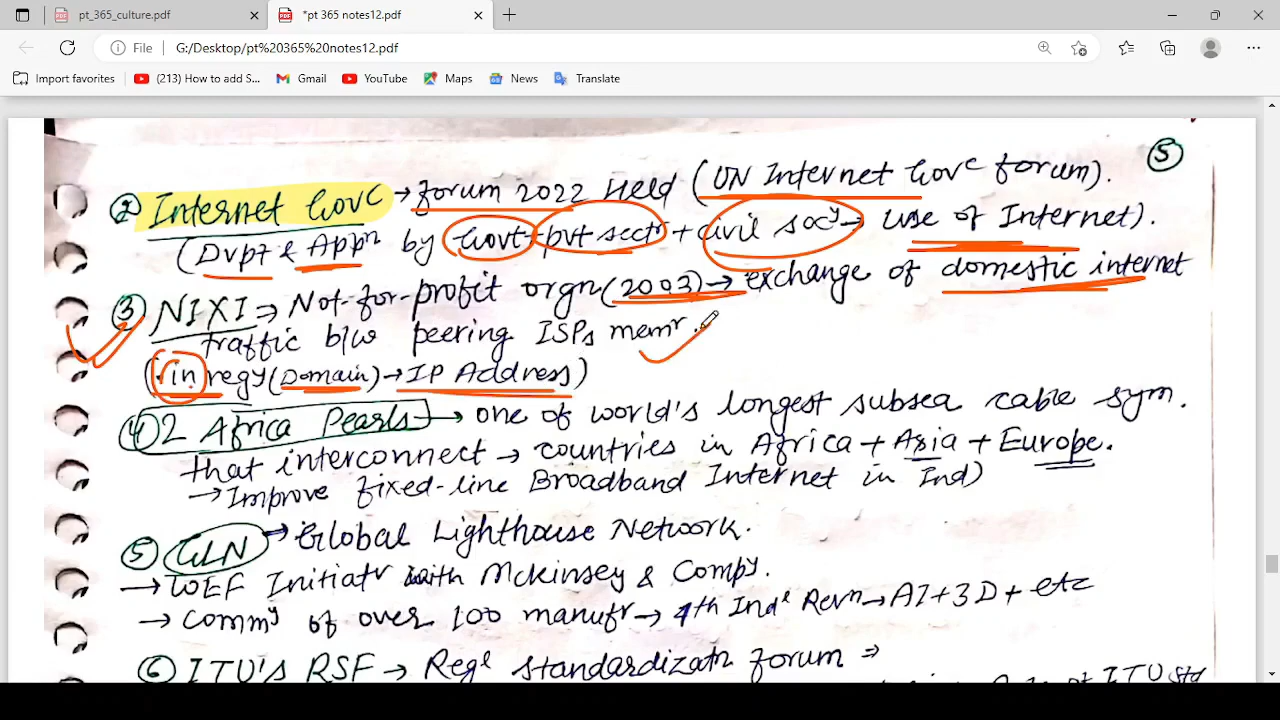 pt_365_culture.pdf
*pt 365 notes12.pdf
File G:/Desktop/pt%20365%20notes12.pdf
Import favorites (213) How to add S... Gmail YouTube Maps News Translate
5
② Internet Govc → forum 2022 Held (UN Internet Govc forum).
(Dvpt & Appn by Govt + pvt sectr + civil socy → use of Internet).
③ NIXI ⇒ Not-for-profit orgn (2003) → exchange of domestic internet
traffic b/w peering ISPs memr.
(.in regy (Domain) → IP Address)
④ 2 Africa Pearls → one of world's longest subsea cable sym.
that interconnect → countries in Africa + Asia + Europe.
→ Improve fixed-line Broadband Internet in Ind)
⑤ GLN → Global Lighthouse Network.
→ WEF Initiatr with Mckinsey & Compy.
→ Commy of over 100 manufr → 4th Indl Revn → AI + 3D + etc
⑥ ITU's RSF → Regl standardizatn forum ⇒
of ITU Std